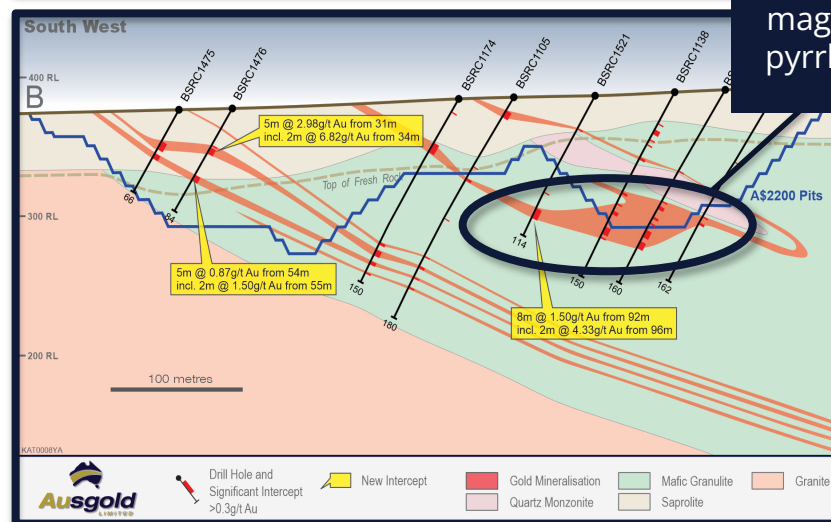 South West
mag
pyrrl
400 RL
B
BSRC1475
BSRC1476
BSRC1174
BSRC1105
BSRC1521
BSRC1138
5m @ 2.98g/t Au from 31m
incl. 2m @ 6.82g/t Au from 34m
Top of Fresh Rock
A$2200 Pits
66
84
300 RL
114
5m @ 0.87g/t Au from 54m
incl. 2m @ 1.50g/t Au from 55m
150
180
150
160
162
8m @ 1.50g/t Au from 92m
incl. 2m @ 4.33g/t Au from 96m
200 RL
100 metres
KAT0008YA
Ausgold
LIMITED
Drill Hole and
Significant Intercept
>0.3g/t Au
New Intercept
Gold Mineralisation
Quartz Monzonite
Mafic Granulite
Saprolite
Granite